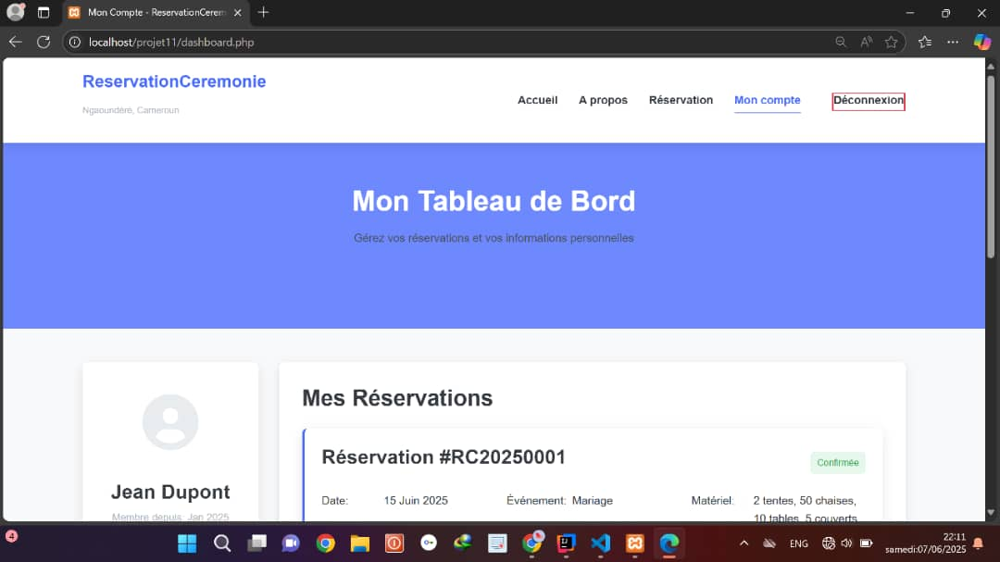 Mon Compte - ReservationCerem
localhost/projet11/dashboard.php
ReservationCeremonie
Ngaoundéré, Cameroun
Accueil
A propos
Réservation
Mon compte
Déconnexion
Mon Tableau de Bord
Gérez vos réservations et vos informations personnelles
Jean Dupont
Membre depuis: Jan 2025
Mes Réservations
Réservation #RC20250001
Confirmée
Date: 15 Juin 2025
Événement: Mariage
Matériel: 2 tentes, 50 chaises,
10 tables, 5 couverts
4
ENG
22:11
samedi:07/06/2025